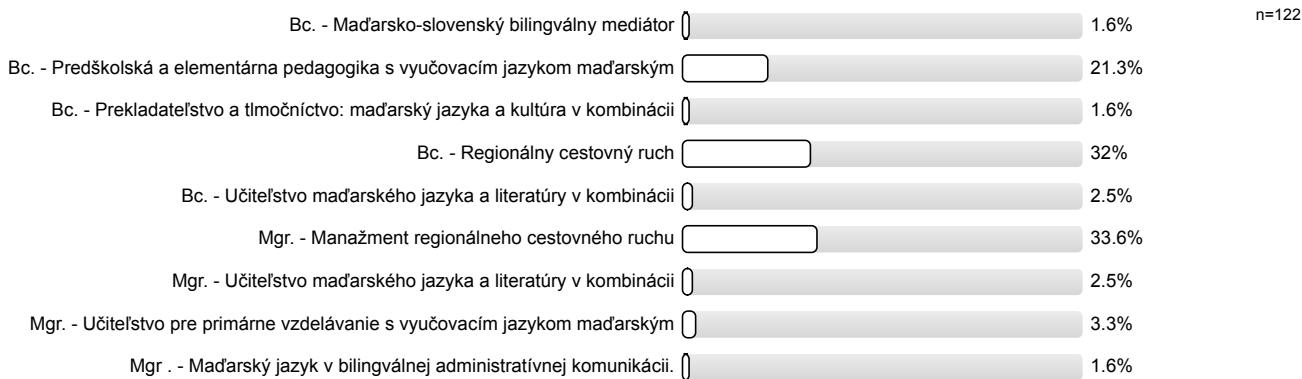 n=122
Bc. - Maďarsko-slovenský bilingválny mediátor 1.6%
Bc. - Predškolská a elementárna pedagogika s vyučovacím jazykom maďarským 21.3%
Bc. - Prekladateľstvo a tlmočníctvo: maďarský jazyka a kultúra v kombinácii 1.6%
Bc. - Regionálny cestovný ruch 32%
Bc. - Učiteľstvo maďarského jazyka a literatúry v kombinácii 2.5%
Mgr. - Manažment regionálneho cestovného ruchu 33.6%
Mgr. - Učiteľstvo maďarského jazyka a literatúry v kombinácii 2.5%
Mgr. - Učiteľstvo pre primárne vzdelávanie s vyučovacím jazykom maďarským 3.3%
Mgr . - Maďarský jazyk v bilingválnej administratívnej komunikácii. 1.6%